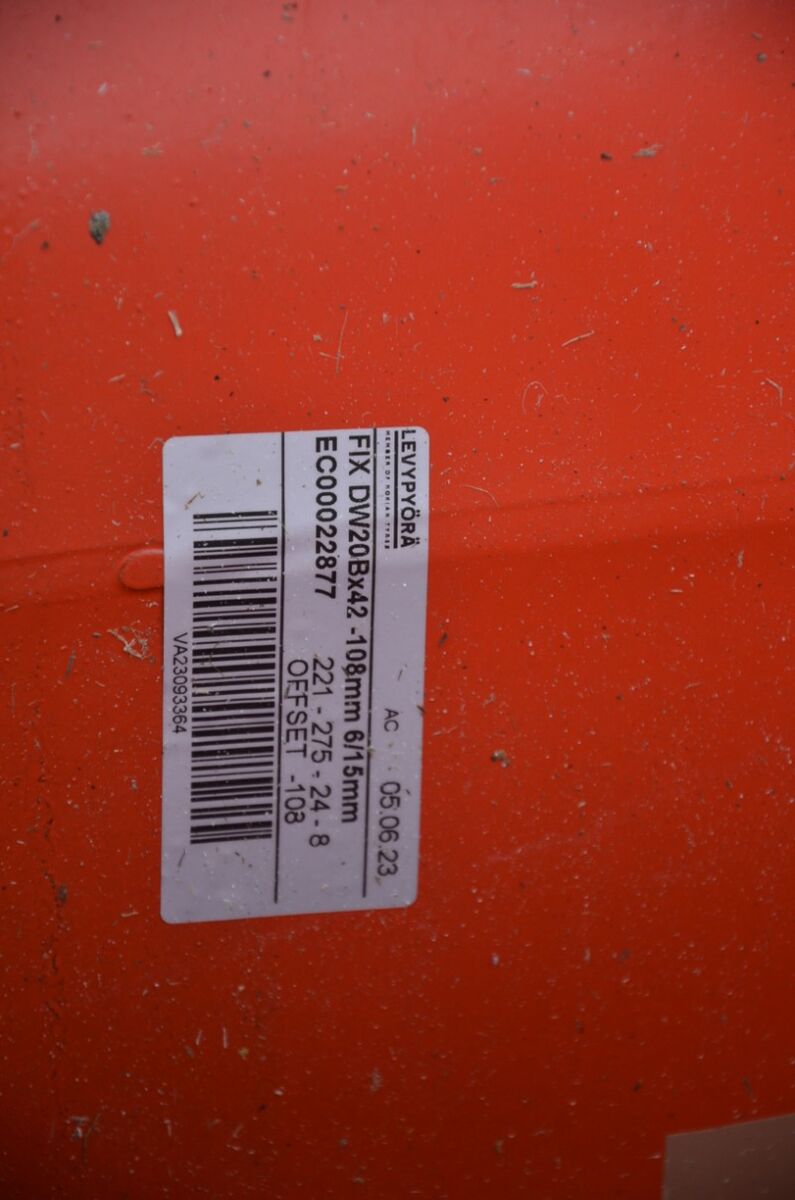 LEVYPYÖRÄ
MEMBER OF NOKIAN TYRES
AC 05.06.23
FIX DW20Bx42 -108mm 6/15mm
EC00022877 221 - 275 - 24 - 8
OFFSET -108
VA23093364